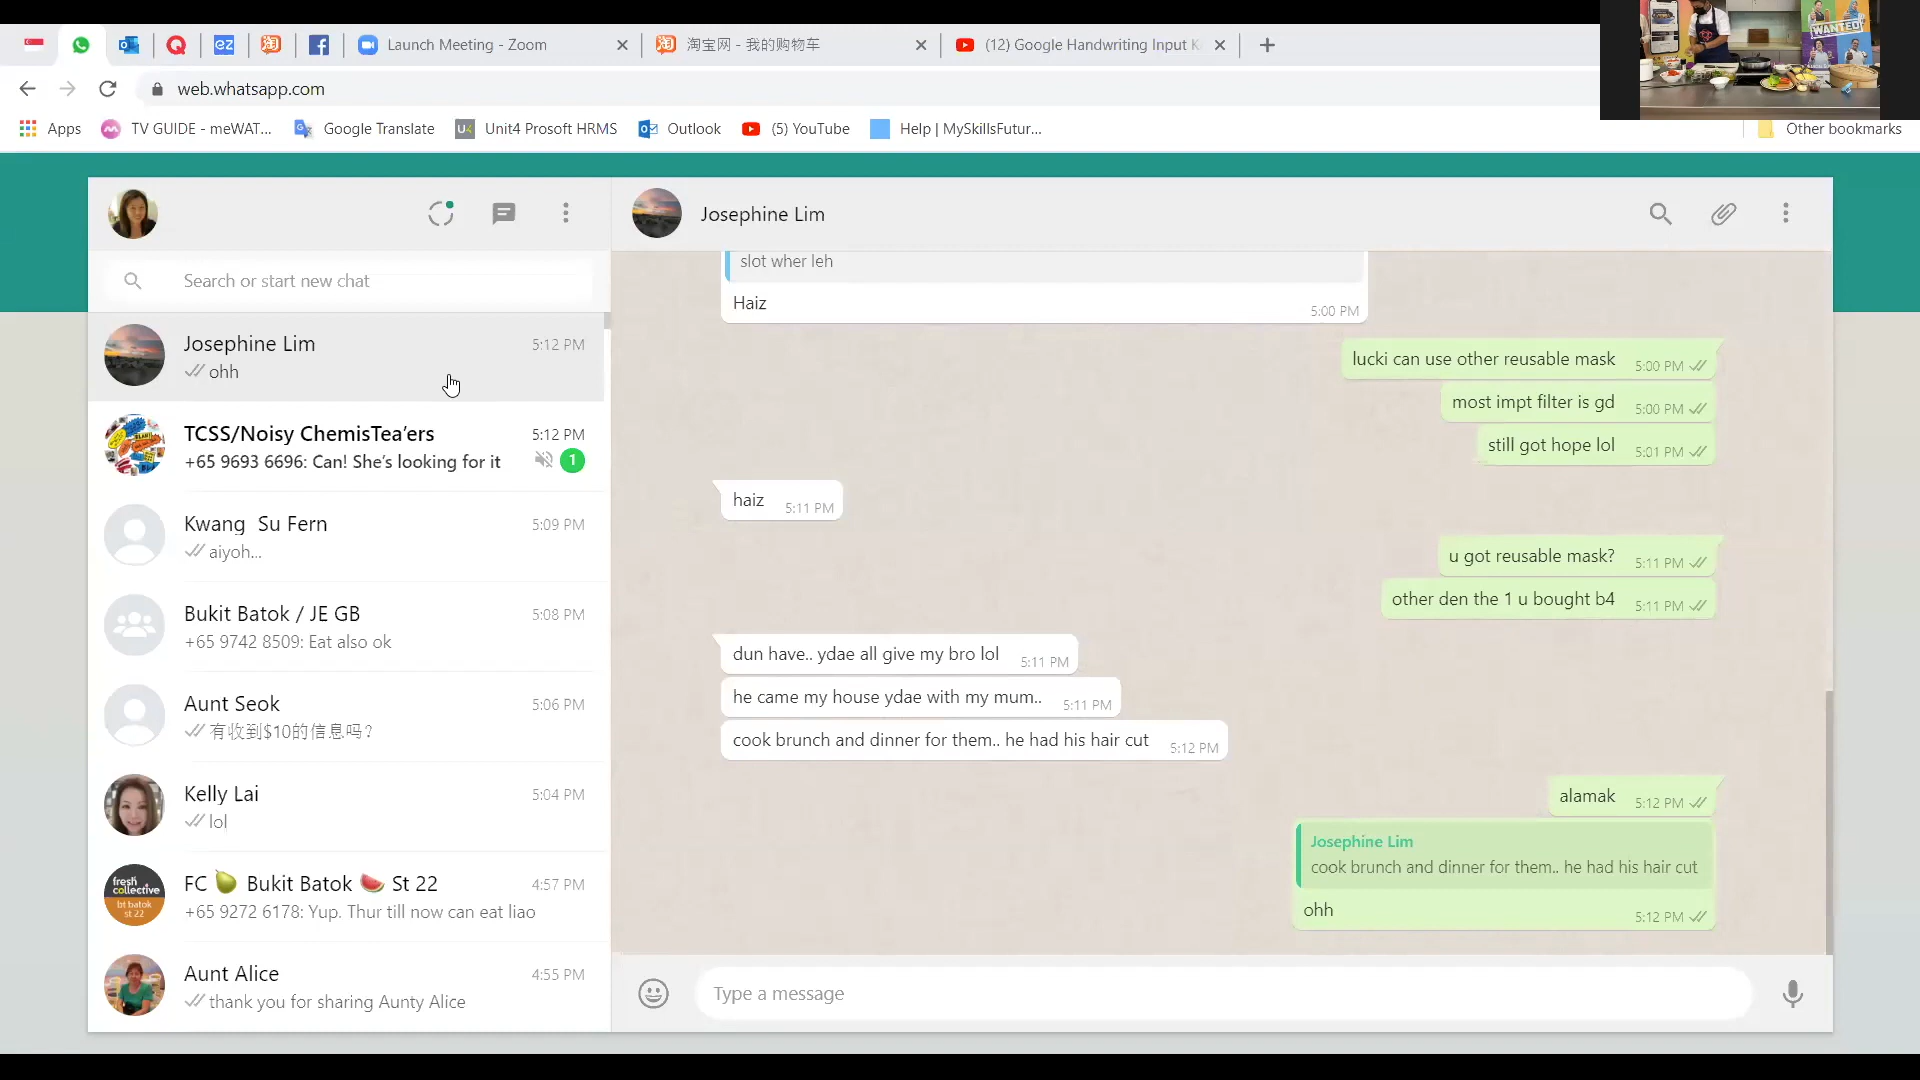 Launch Meeting - Zoom
淘宝网 - 我的购物车
(12) Google Handwriting Input K
web.whatsapp.com
Apps
TV GUIDE - meWAT...
Google Translate
Unit4 Prosoft HRMS
Outlook
(5) YouTube
Help | MySkillsFutur...
Other bookmarks
WANTED
Search or start new chat
Josephine Lim
5:12 PM
ohh
TCSS/Noisy ChemisTea'ers
5:12 PM
+65 9693 6696: Can! She's looking for it
1
Kwang Su Fern
5:09 PM
aiyoh...
Bukit Batok / JE GB
5:08 PM
+65 9742 8509: Eat also ok
Aunt Seok
5:06 PM
有收到$10的信息吗?
Kelly Lai
5:04 PM
lol
fresh
collective
bt batok
st 22
FC 🍐 Bukit Batok 🍉 St 22
4:57 PM
+65 9272 6178: Yup. Thur till now can eat liao
Aunt Alice
4:55 PM
thank you for sharing Aunty Alice
Josephine Lim
slot wher leh
Haiz
5:00 PM
lucki can use other reusable mask 5:00 PM
most impt filter is gd 5:00 PM
still got hope lol 5:01 PM
haiz 5:11 PM
u got reusable mask? 5:11 PM
other den the 1 u bought b4 5:11 PM
dun have.. ydae all give my bro lol 5:11 PM
he came my house ydae with my mum.. 5:11 PM
cook brunch and dinner for them.. he had his hair cut 5:12 PM
alamak 5:12 PM
Josephine Lim
cook brunch and dinner for them.. he had his hair cut
ohh 5:12 PM
Type a message